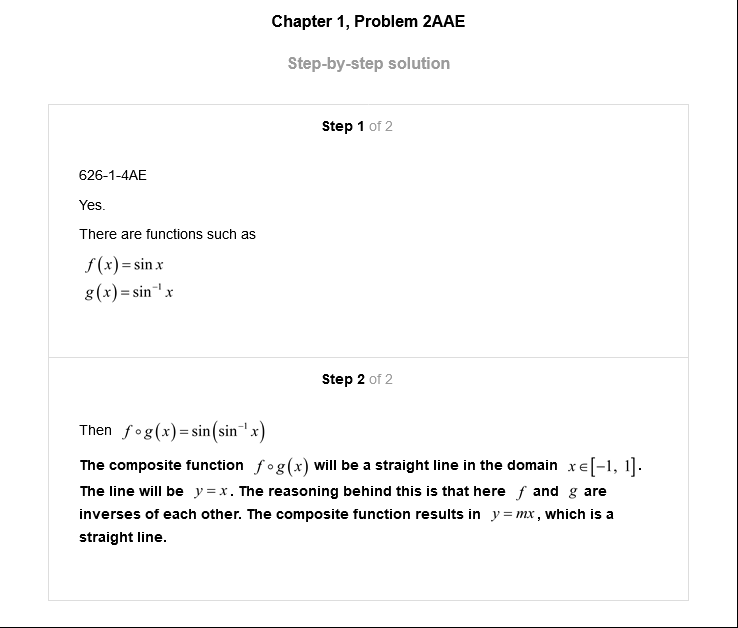 Chapter 1, Problem 2AAE
Step-by-step solution
Step 1 of 2
626-1-4AE
Yes.
There are functions such as
f(x)=sin x
g(x)=sin⁻¹ x
Step 2 of 2
Then f∘g(x)=sin(sin⁻¹ x)
The composite function f∘g(x) will be a straight line in the domain x∈[−1, 1].
The line will be y=x. The reasoning behind this is that here f and g are
inverses of each other. The composite function results in y=mx, which is a
straight line.